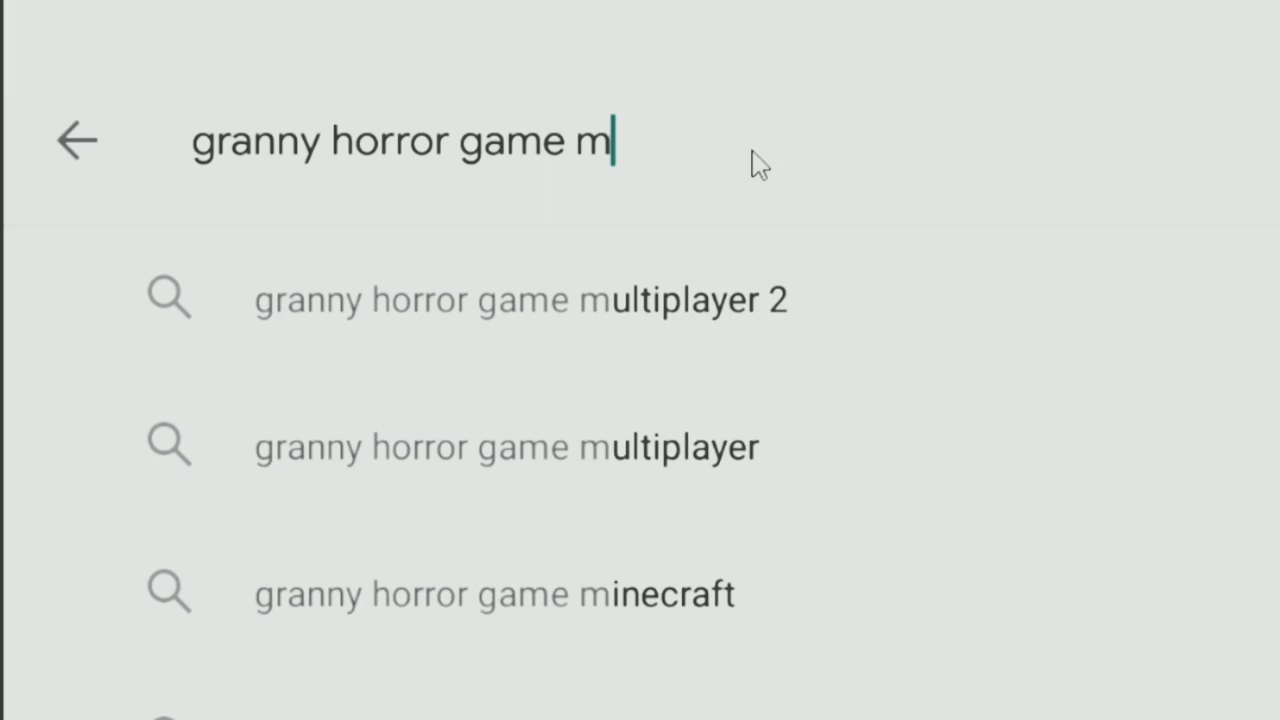 granny horror game m
granny horror game multiplayer 2
granny horror game multiplayer
granny horror game minecraft